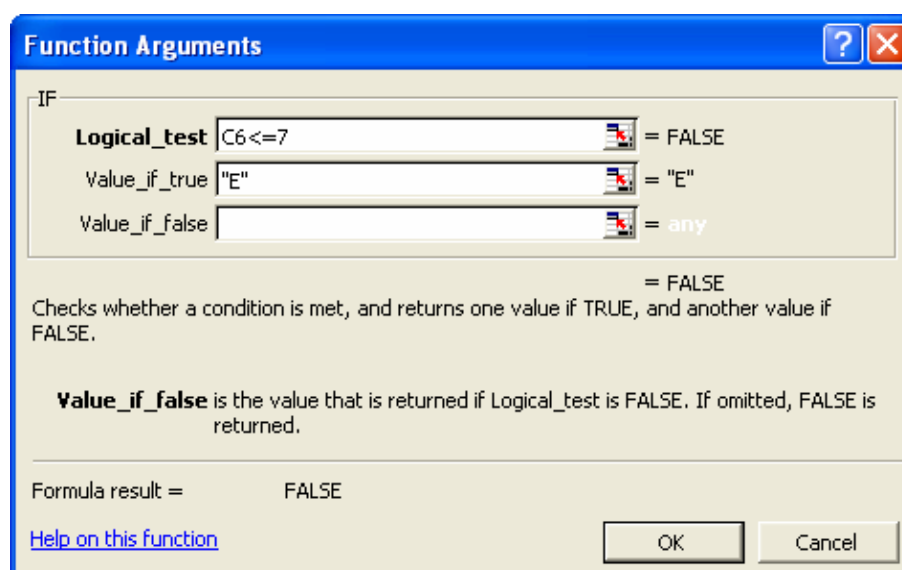 Function Arguments
IF
Logical_test C6<=7 = FALSE
Value_if_true "E" = "E"
Value_if_false = any
= FALSE
Checks whether a condition is met, and returns one value if TRUE, and another value if
FALSE.
Value_if_false is the value that is returned if Logical_test is FALSE. If omitted, FALSE is
returned.
Formula result = FALSE
Help on this function OK Cancel